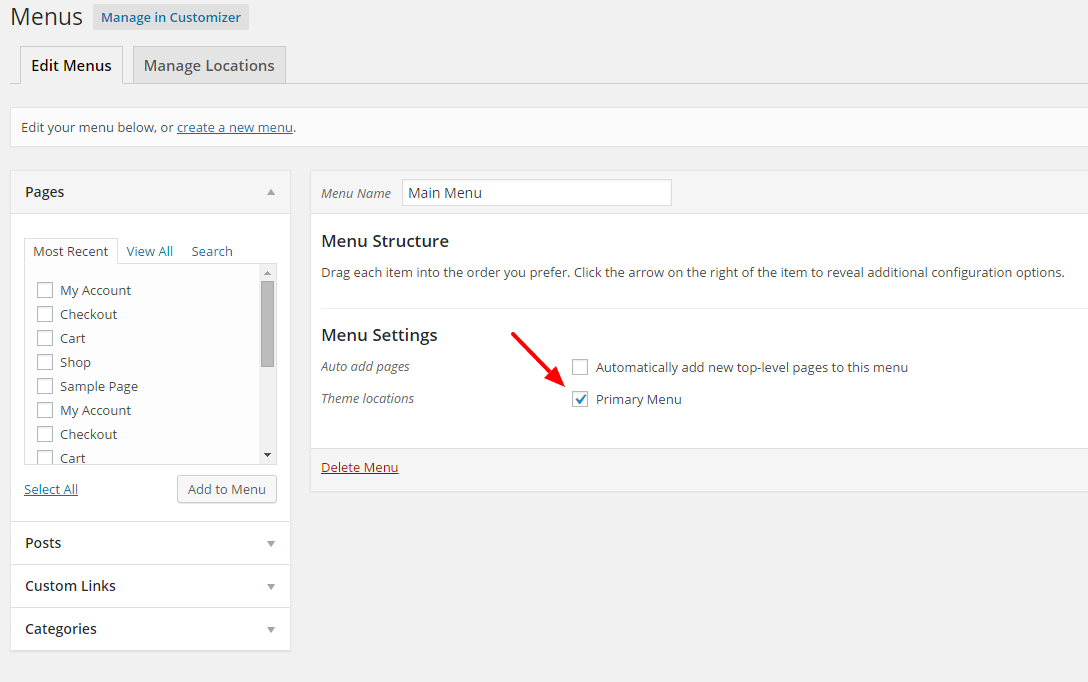 Menus Manage in Customizer
Edit Menus Manage Locations
Edit your menu below, or create a new menu.
Pages
Most Recent View All Search
My Account
Checkout
Cart
Shop
Sample Page
My Account
Checkout
Cart
Select All Add to Menu
Posts
Custom Links
Categories
Menu Name Main Menu
Menu Structure
Drag each item into the order you prefer. Click the arrow on the right of the item to reveal additional configuration options.
Menu Settings
Auto add pages Automatically add new top-level pages to this menu
Theme locations Primary Menu
Delete Menu